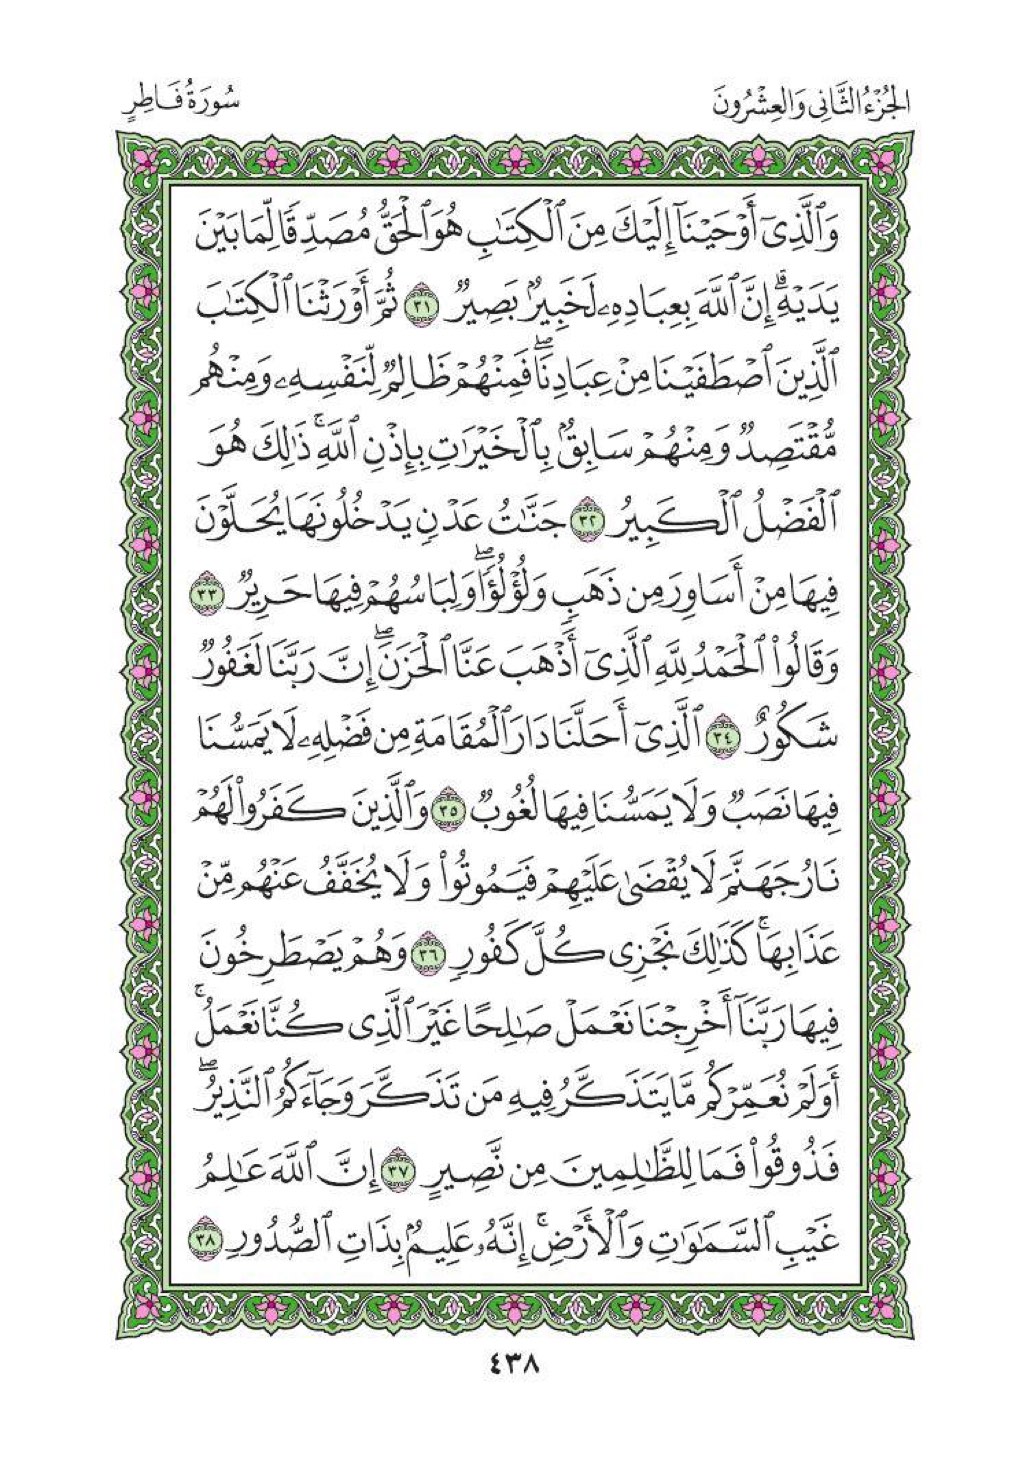 الجُزْءُ الثَّانِي وَالعِشْرُونَ
سُورَةُ فَاطِرٍ
وَٱلَّذِىٓ أَوْحَيْنَآ إِلَيْكَ مِنَ ٱلْكِتَٰبِ هُوَ ٱلْحَقُّ مُصَدِّقًا لِّمَا بَيْنَ
يَدَيْهِۗ إِنَّ ٱللَّهَ بِعِبَادِهِۦ لَخَبِيرٌۢ بَصِيرٌ ٣١ ثُمَّ أَوْرَثْنَا ٱلْكِتَٰبَ
ٱلَّذِينَ ٱصْطَفَيْنَا مِنْ عِبَادِنَاۖ فَمِنْهُمْ ظَالِمٌ لِّنَفْسِهِۦ وَمِنْهُم
مُّقْتَصِدٌ وَمِنْهُمْ سَابِقٌۢ بِٱلْخَيْرَٰتِ بِإِذْنِ ٱللَّهِۚ ذَٰلِكَ هُوَ
ٱلْفَضْلُ ٱلْكَبِيرُ ٣٢ جَنَّٰتُ عَدْنٍ يَدْخُلُونَهَا يُحَلَّوْنَ
فِيهَا مِنْ أَسَاوِرَ مِن ذَهَبٍ وَلُؤْلُؤًاۖ وَلِبَاسُهُمْ فِيهَا حَرِيرٌ ٣٣
وَقَالُوا۟ ٱلْحَمْدُ لِلَّهِ ٱلَّذِىٓ أَذْهَبَ عَنَّا ٱلْحَزَنَۖ إِنَّ رَبَّنَا لَغَفُورٌ
شَكُورٌ ٣٤ ٱلَّذِىٓ أَحَلَّنَا دَارَ ٱلْمُقَامَةِ مِن فَضْلِهِۦ لَا يَمَسُّنَا
فِيهَا نَصَبٌ وَلَا يَمَسُّنَا فِيهَا لُغُوبٌ ٣٥ وَٱلَّذِينَ كَفَرُوا۟ لَهُمْ
نَارُ جَهَنَّمَ لَا يُقْضَىٰ عَلَيْهِمْ فَيَمُوتُوا۟ وَلَا يُخَفَّفُ عَنْهُم مِّنْ
عَذَابِهَاۚ كَذَٰلِكَ نَجْزِى كُلَّ كَفُورٍ ٣٦ وَهُمْ يَصْطَرِخُونَ
فِيهَا رَبَّنَآ أَخْرِجْنَا نَعْمَلْ صَٰلِحًا غَيْرَ ٱلَّذِى كُنَّا نَعْمَلُۚ
أَوَلَمْ نُعَمِّرْكُم مَّا يَتَذَكَّرُ فِيهِ مَن تَذَكَّرَ وَجَآءَكُمُ ٱلنَّذِيرُۖ
فَذُوقُوا۟ فَمَا لِلظَّٰلِمِينَ مِن نَّصِيرٍ ٣٧ إِنَّ ٱللَّهَ عَٰلِمُ
غَيْبِ ٱلسَّمَٰوَٰتِ وَٱلْأَرْضِۚ إِنَّهُۥ عَلِيمٌۢ بِذَاتِ ٱلصُّدُورِ ٣٨
٤٣٨